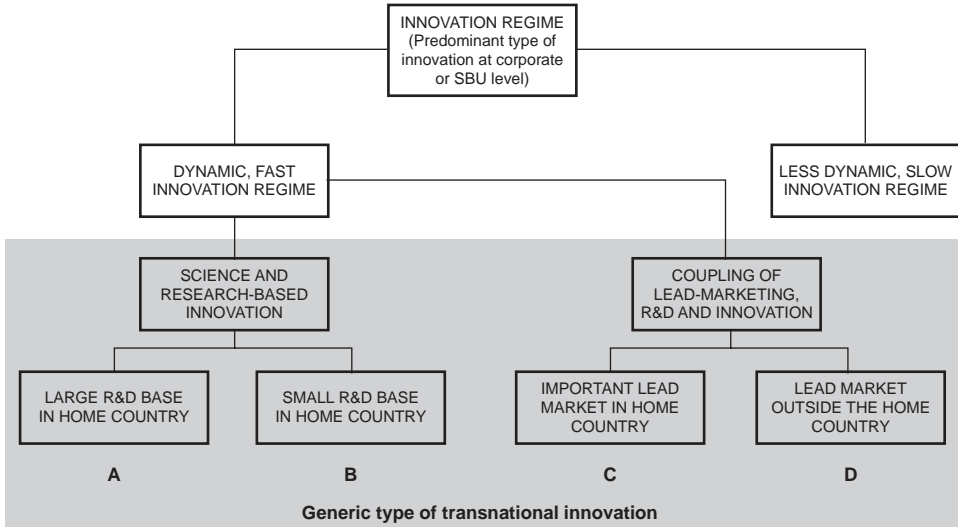 INNOVATION REGIME
(Predominant type of
innovation at corporate
or SBU level)
DYNAMIC, FAST
INNOVATION REGIME
LESS DYNAMIC, SLOW
INNOVATION REGIME
SCIENCE AND
RESEARCH-BASED
INNOVATION
COUPLING OF
LEAD-MARKETING,
R&D AND INNOVATION
LARGE R&D BASE
IN HOME COUNTRY
SMALL R&D BASE
IN HOME COUNTRY
IMPORTANT LEAD
MARKET IN HOME
COUNTRY
LEAD MARKET
OUTSIDE THE HOME
COUNTRY
A
B
C
D
Generic type of transnational innovation